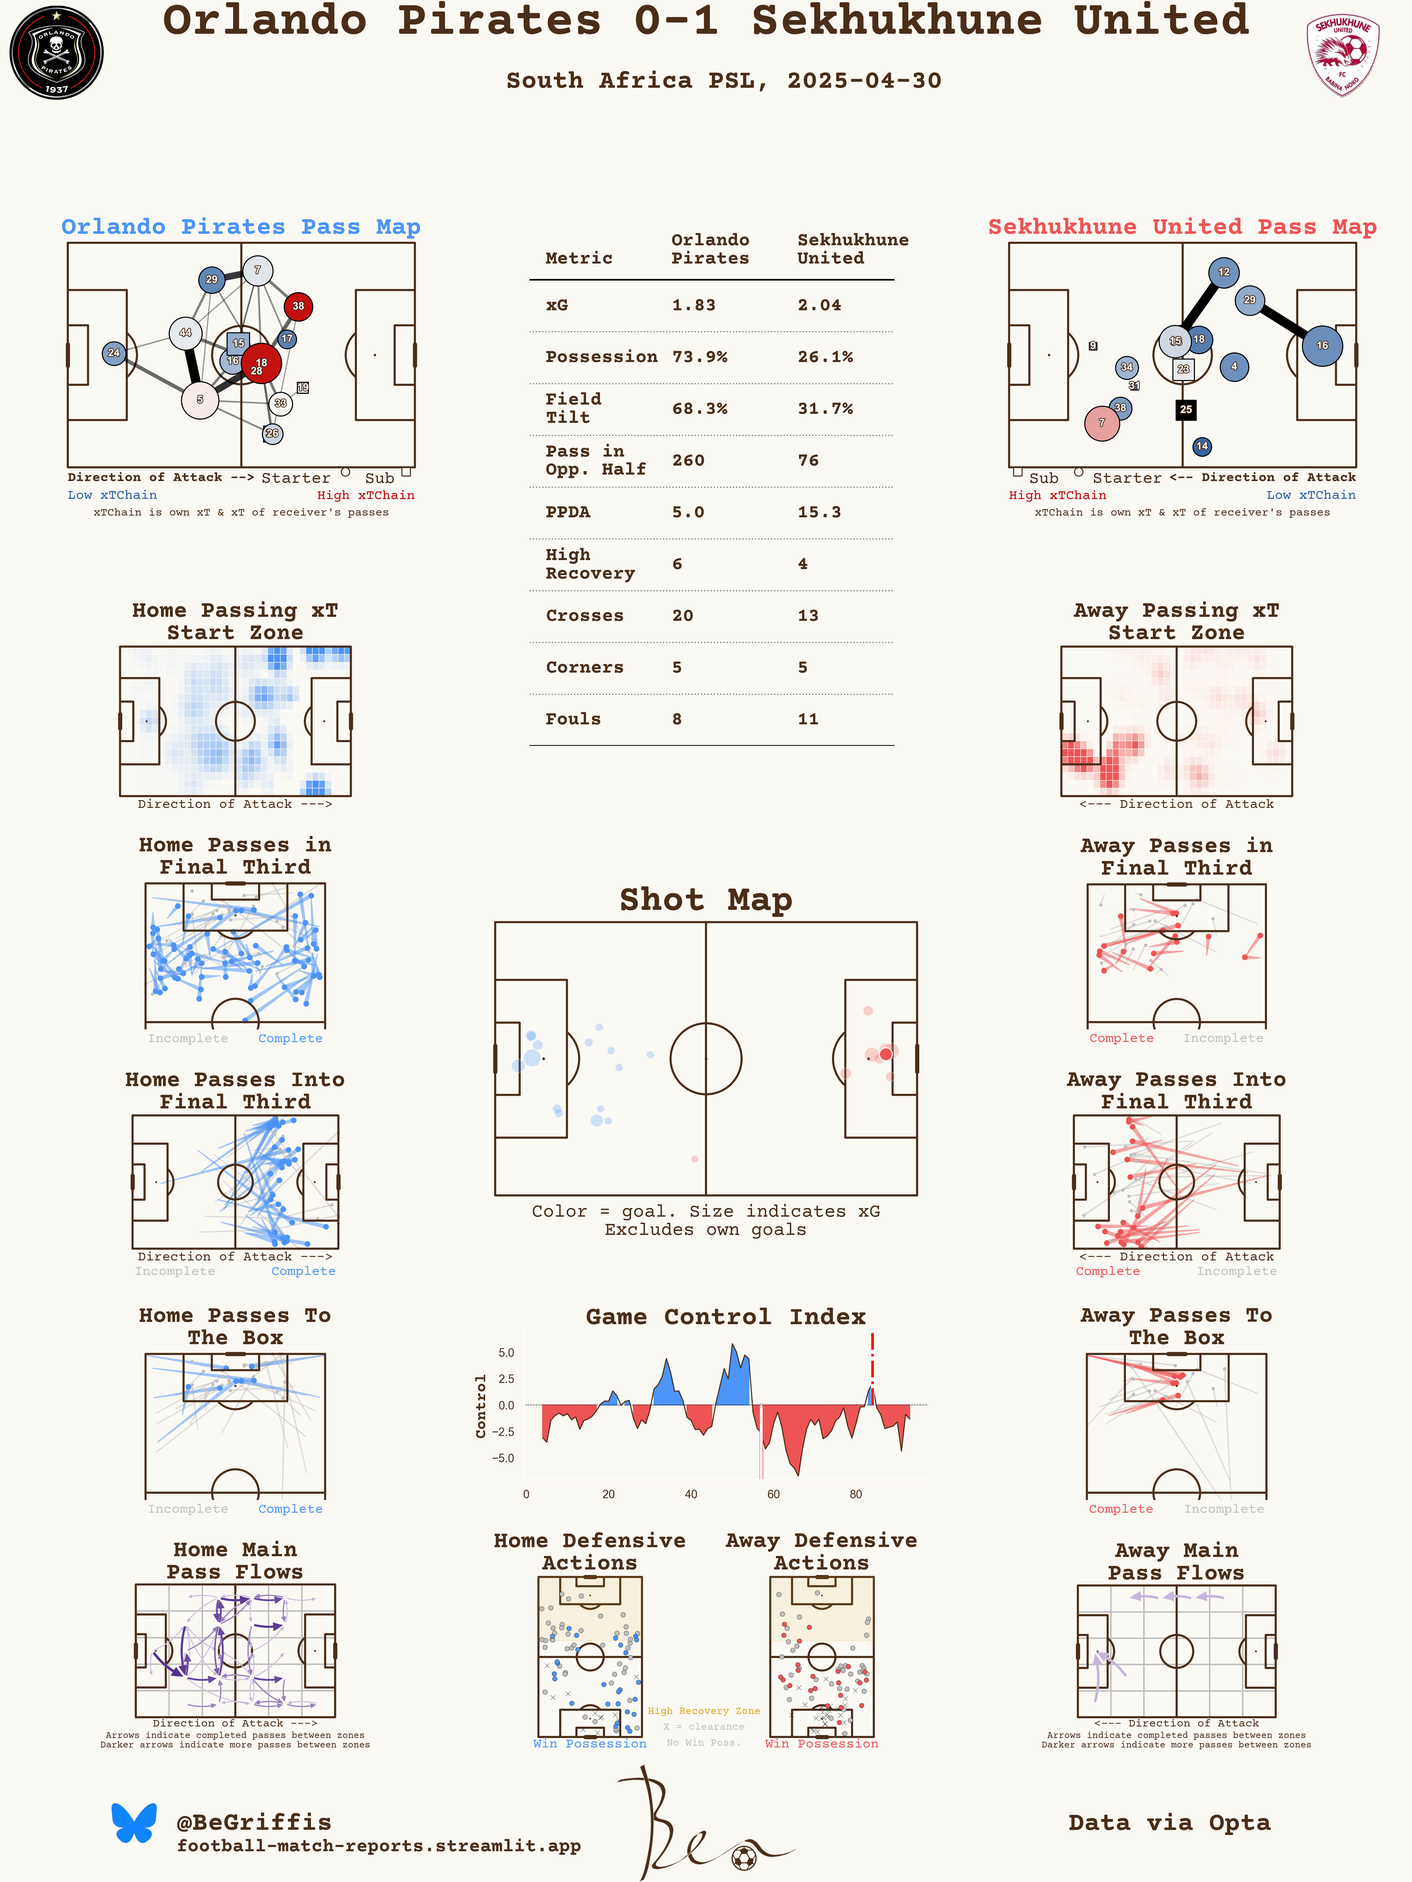 Orlando Pirates 0-1 Sekhukhune United
South Africa PSL, 2025-04-30
ORLANDO
PIRATES
1937
SEKHUKHUNE
UNITED
FC
BABINA NOKO
Orlando Pirates Pass Map
7
29
38
44
17
15
24
16
18
28
19
5
33
26
Direction of Attack --> Starter Sub
Low xTChain High xTChain
xTChain is own xT & xT of receiver's passes
Metric Orlando Pirates Sekhukhune United
xG 1.83 2.04
Possession 73.9% 26.1%
Field Tilt 68.3% 31.7%
Pass in Opp. Half 260 76
PPDA 5.0 15.3
High Recovery 6 4
Crosses 20 13
Corners 5 5
Fouls 8 11
Sekhukhune United Pass Map
12
29
15
18
16
9
34
23
4
31
38
25
7
14
Sub Starter <-- Direction of Attack
High xTChain Low xTChain
xTChain is own xT & xT of receiver's passes
Home Passing xT
Start Zone
Direction of Attack --->
Away Passing xT
Start Zone
<--- Direction of Attack
Home Passes in
Final Third
Incomplete Complete
Away Passes in
Final Third
Complete Incomplete
Shot Map
Color = goal. Size indicates xG
Excludes own goals
Home Passes Into
Final Third
Direction of Attack --->
Incomplete Complete
Away Passes Into
Final Third
<--- Direction of Attack
Complete Incomplete
Home Passes To
The Box
Incomplete Complete
Game Control Index
Control
5.0
2.5
0.0
−2.5
−5.0
0 20 40 60 80
Away Passes To
The Box
Complete Incomplete
Home Main
Pass Flows
Direction of Attack --->
Arrows indicate completed passes between zones
Darker arrows indicate more passes between zones
Home Defensive
Actions
Win Possession
Away Defensive
Actions
Win Possession
High Recovery Zone
X = clearance
No Win Poss.
Away Main
Pass Flows
<--- Direction of Attack
Arrows indicate completed passes between zones
Darker arrows indicate more passes between zones
@BeGriffis
football-match-reports.streamlit.app
Ben
Data via Opta